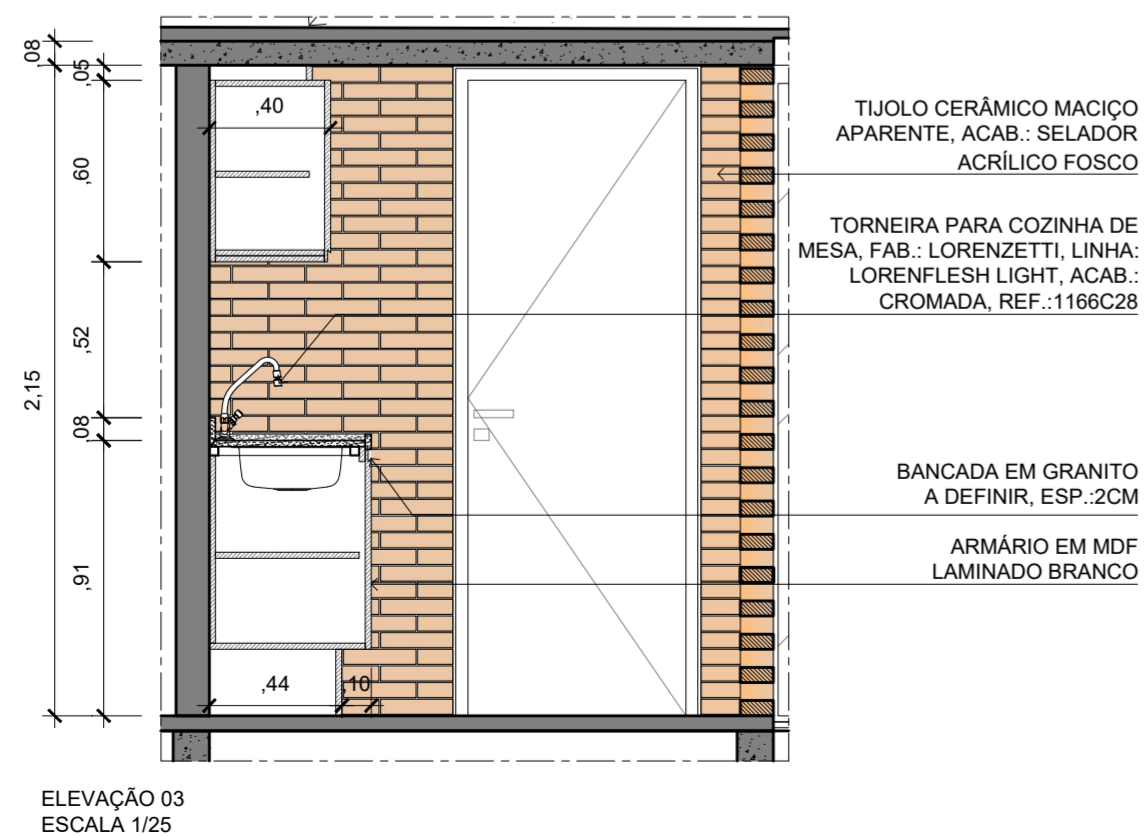 ,08
,05
,40
,60
,52
2,15
,08
,91
,44
,10
TIJOLO CERÂMICO MACIÇO
APARENTE, ACAB.: SELADOR
ACRÍLICO FOSCO
TORNEIRA PARA COZINHA DE
MESA, FAB.: LORENZETTI, LINHA:
LORENFLESH LIGHT, ACAB.:
CROMADA, REF.:1166C28
BANCADA EM GRANITO
A DEFINIR, ESP.:2CM
ARMÁRIO EM MDF
LAMINADO BRANCO
ELEVAÇÃO 03
ESCALA 1/25